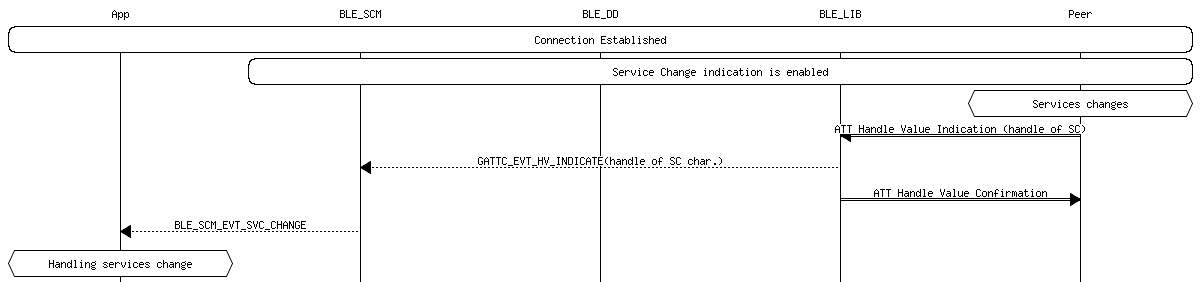 App BLE_SCM BLE_DD BLE_LIB Peer
Connection Established
Service Change indication is enabled
Services changes
ATT Handle Value Indication (handle of SC)
GATTC_EVT_HV_INDICATE(handle of SC char.)
ATT Handle Value Confirmation
BLE_SCM_EVT_SVC_CHANGE
Handling services change